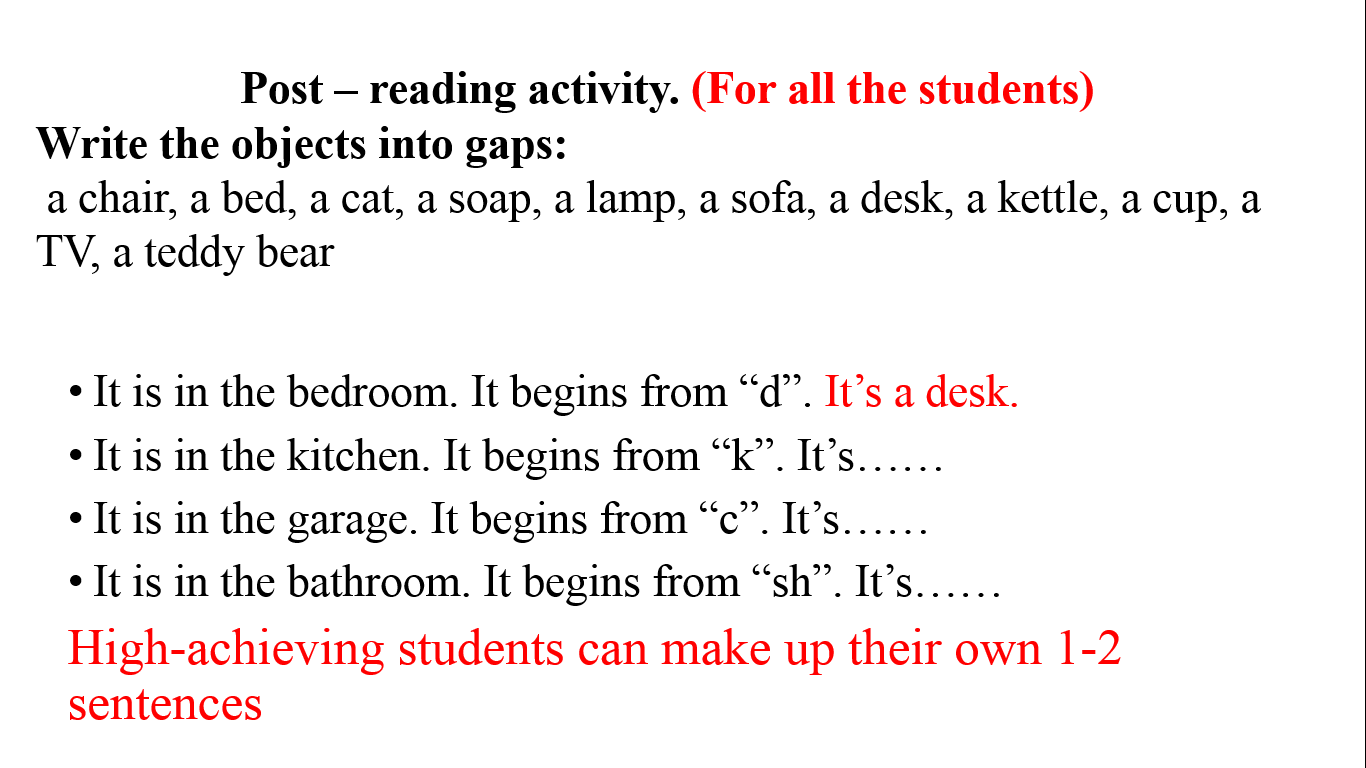 Post – reading activity. (For all the students)
Write the objects into gaps:
a chair, a bed, a cat, a soap, a lamp, a sofa, a desk, a kettle, a cup, a
TV, a teddy bear
• It is in the bedroom. It begins from “d”. It’s a desk.
• It is in the kitchen. It begins from “k”. It’s……
• It is in the garage. It begins from “c”. It’s……
• It is in the bathroom. It begins from “sh”. It’s……
High-achieving students can make up their own 1-2
sentences